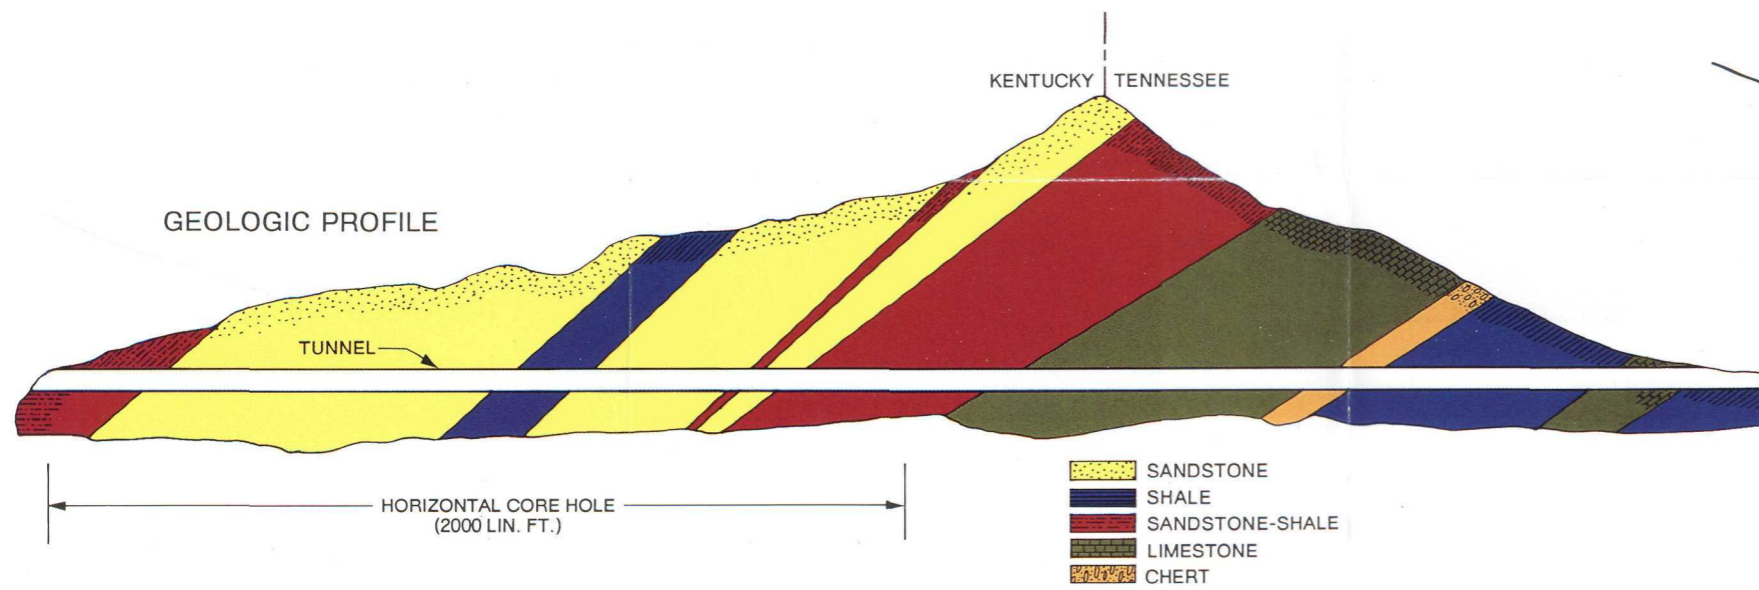 KENTUCKY TENNESSEE
GEOLOGIC PROFILE
TUNNEL
HORIZONTAL CORE HOLE
(2000 LIN. FT.)
SANDSTONE
SHALE
SANDSTONE-SHALE
LIMESTONE
CHERT